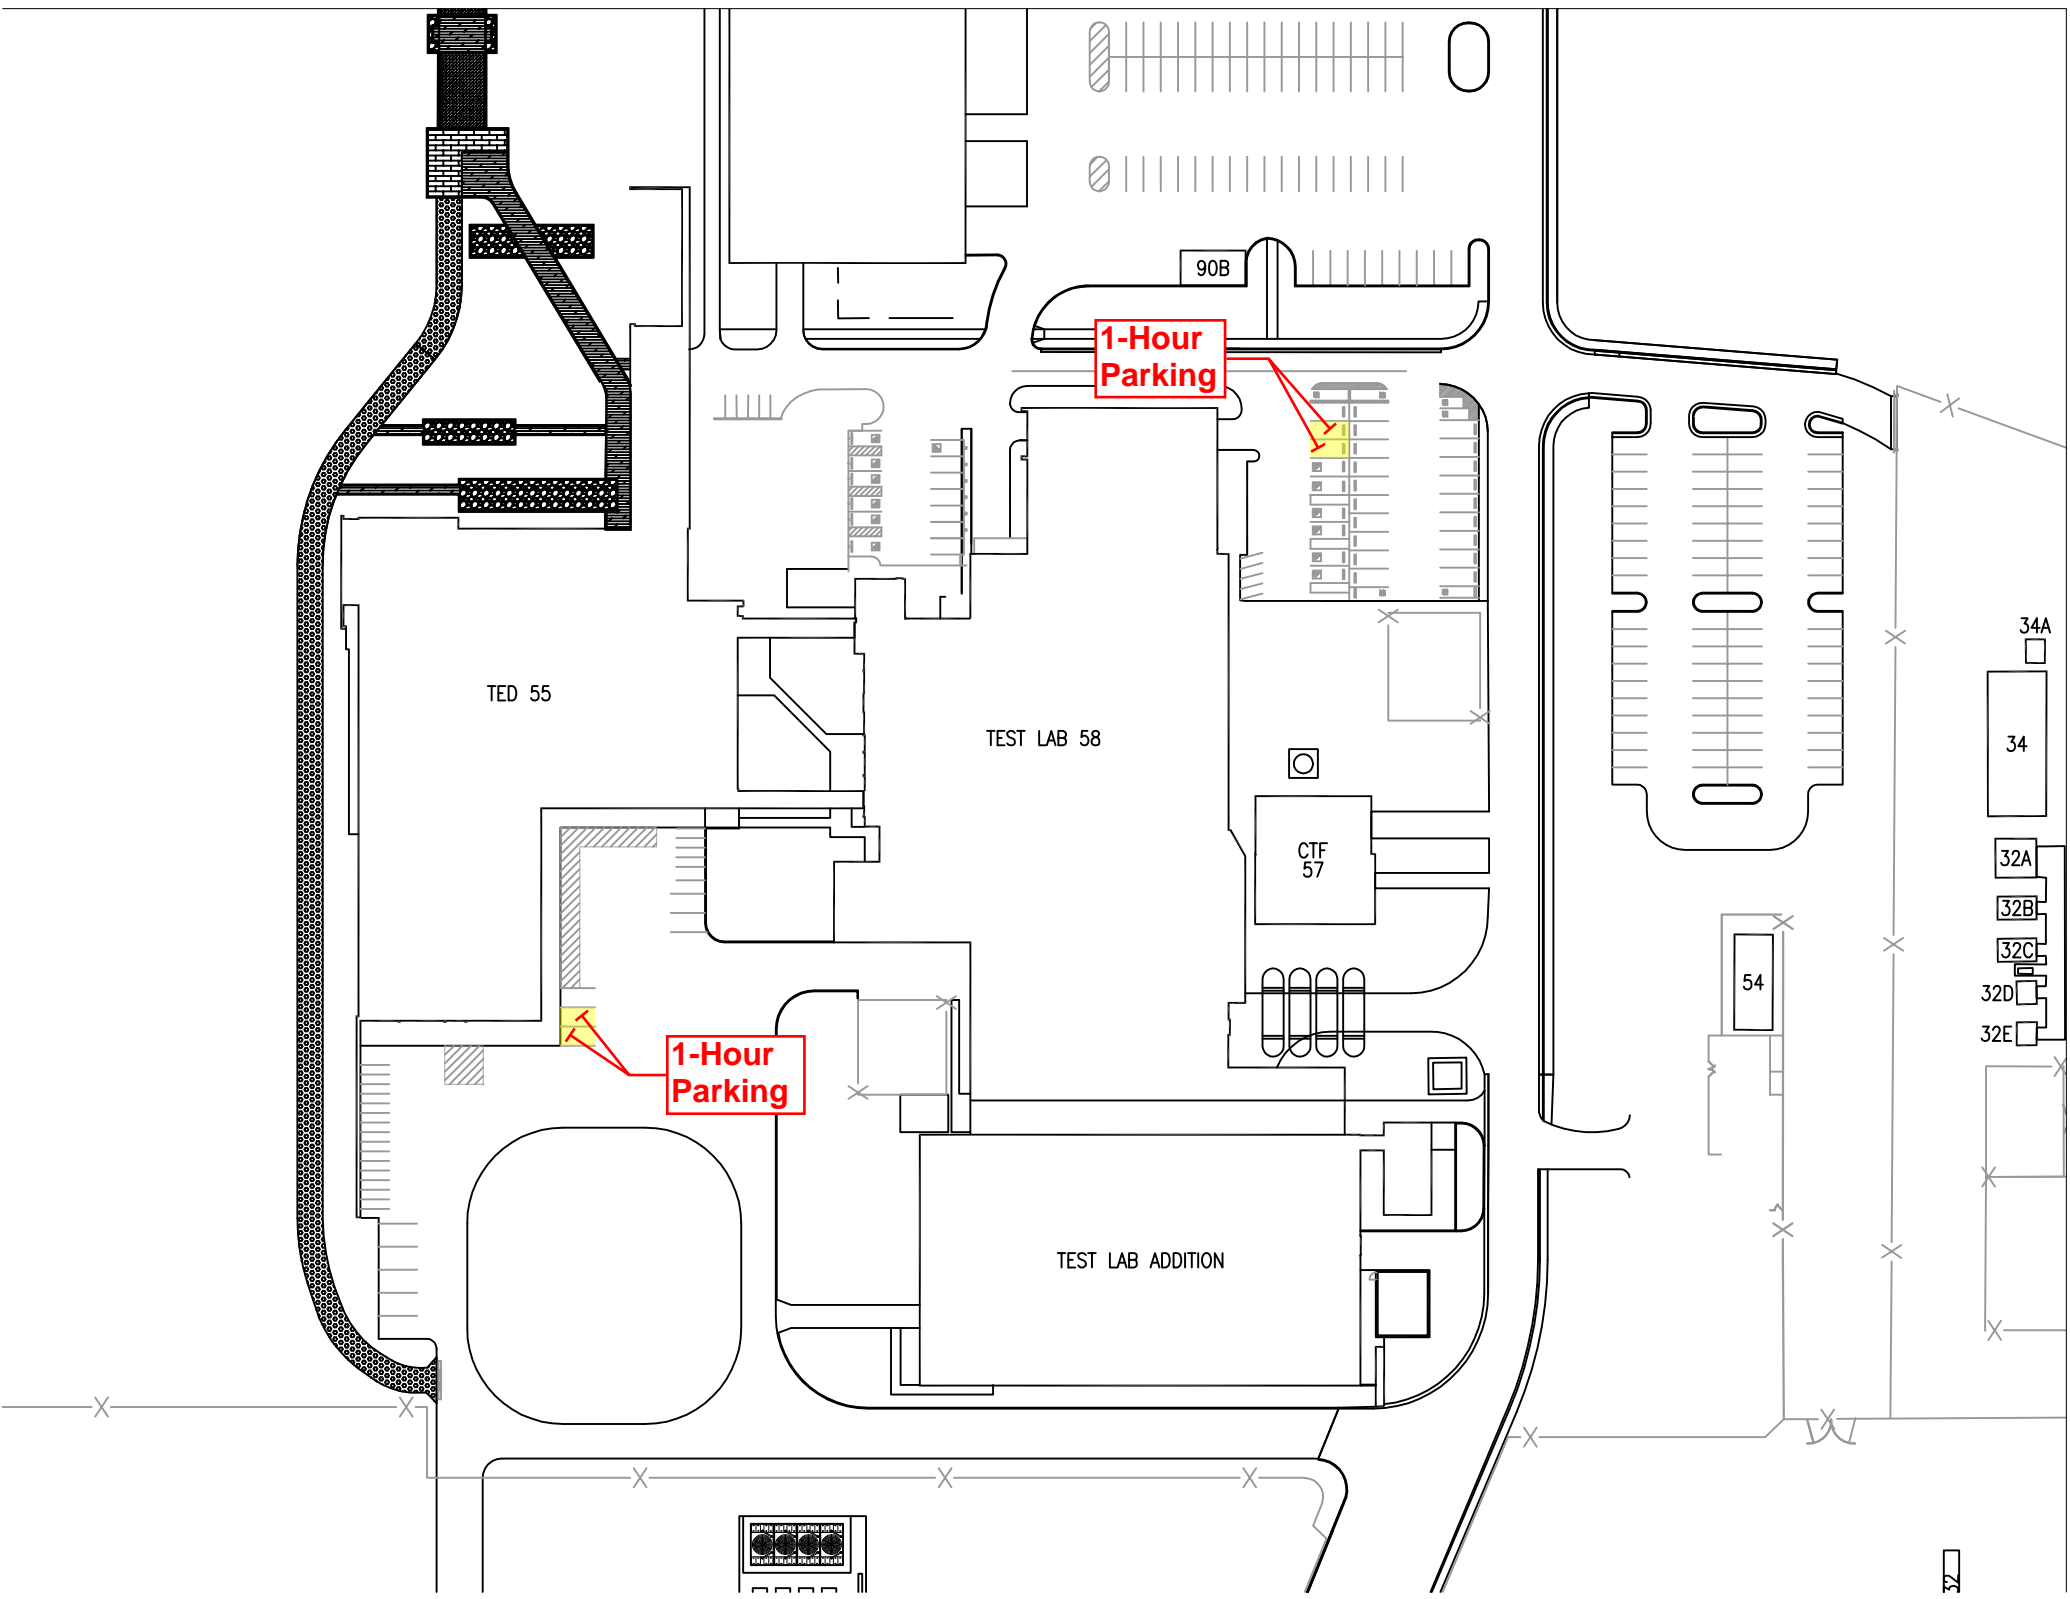 90B
1-Hour
Parking
34A
TED 55
TEST LAB 58
34
CTF
57
32A
32B
32C
54
32D
32E
1-Hour
Parking
TEST LAB ADDITION